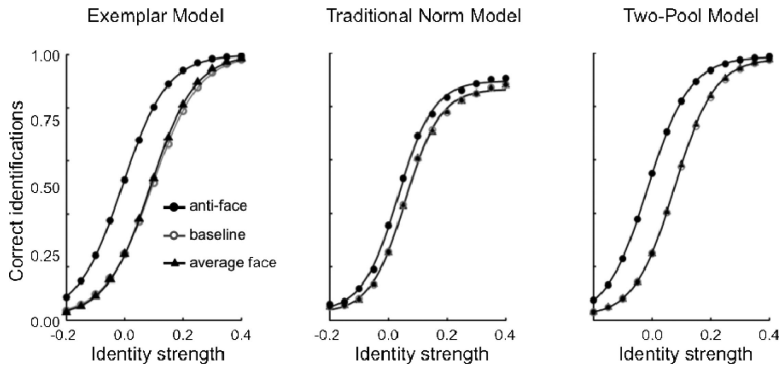 Exemplar Model
Traditional Norm Model
Two-Pool Model
Correct identifications
1.00
0.75
0.50
0.25
0.00
anti-face
baseline
average face
-0.2 0.0 0.2 0.4
-0.2 0.0 0.2 0.4
0.0 0.2 0.4
Identity strength
Identity strength
Identity strength